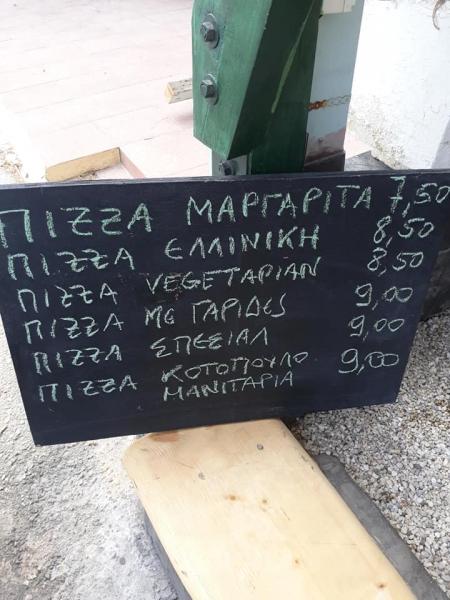 ΠΙΖΖΑ ΜΑΡΓΑΡΙΤΑ 7,50
ΠΙΖΖΑ ΕΛΛΙΝΙΚΗ 8,50
ΠΙΖΖΑ VEGETARIAN 8,50
ΠΙΖΖΑ ΜΕ ΓΑΡΙΔΕΣ 9,00
ΠΙΖΖΑ ΣΠΕΣΙΑΛ 9,00
ΠΙΖΖΑ ΚΟΤΟΠΟΥΛΟ 9,00
ΜΑΝΙΤΑΡΙΑ